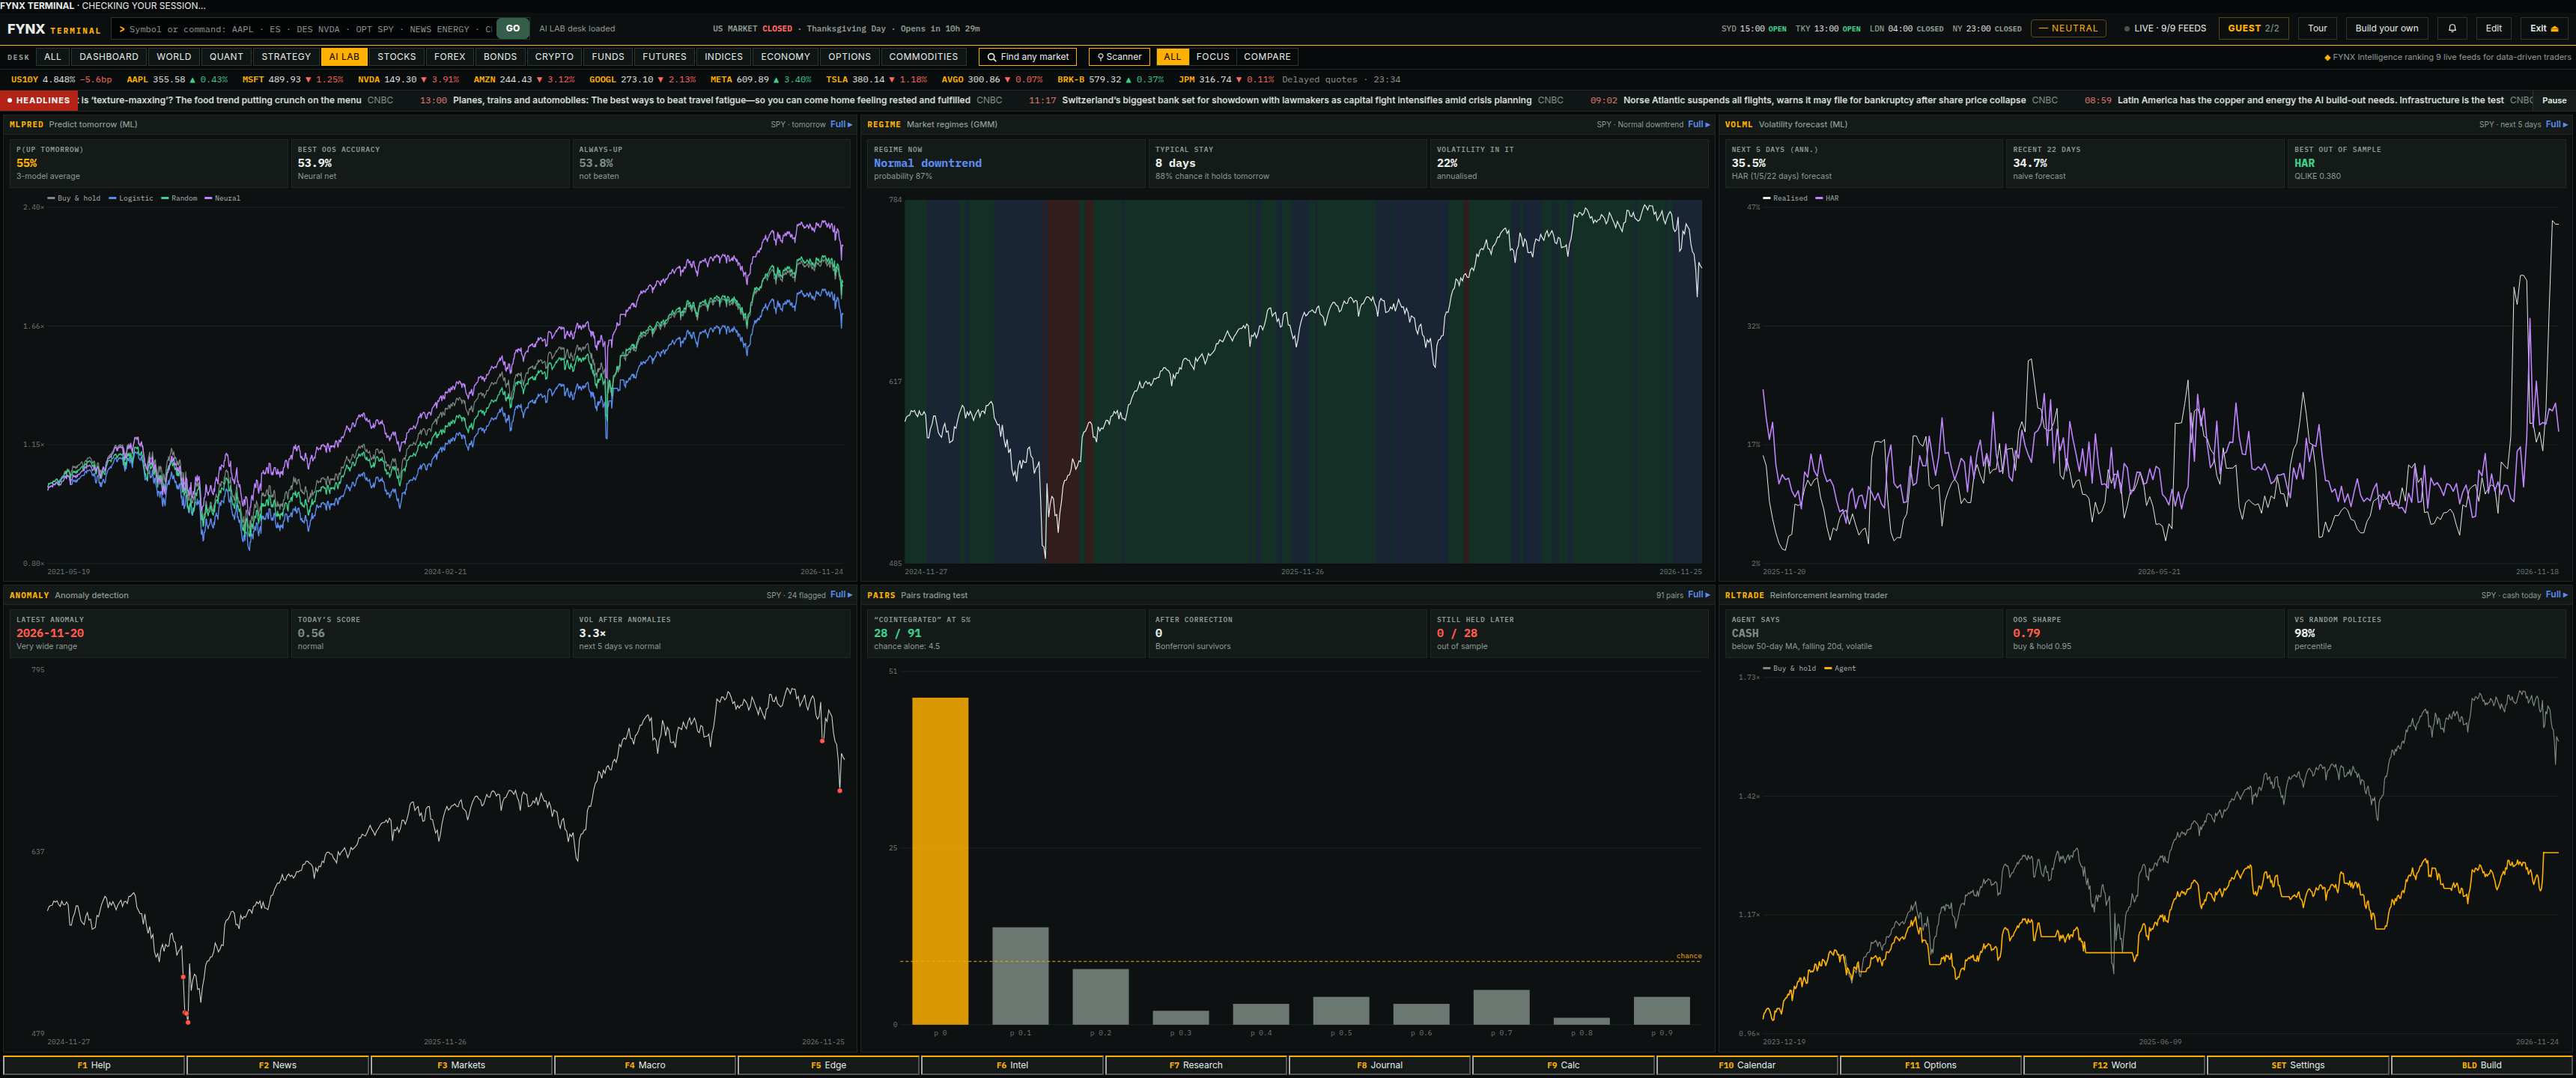 FYNX TERMINAL · CHECKING YOUR SESSION...
FYNX TERMINAL > Symbol or command: AAPL · ES · DES NVDA · OPT SPY · NEWS ENERGY · C GO AI LAB desk loaded US MARKET CLOSED · Thanksgiving Day · Opens in 10h 29m SYD 15:00 OPEN TKY 13:00 OPEN LDN 04:00 CLOSED NY 23:00 CLOSED — NEUTRAL LIVE · 9/9 FEEDS GUEST 2/2 Tour Build your own Edit Exit
DESK ALL DASHBOARD WORLD QUANT STRATEGY AI LAB STOCKS FOREX BONDS CRYPTO FUNDS FUTURES INDICES ECONOMY OPTIONS COMMODITIES Find any market Scanner ALL FOCUS COMPARE ◆ FYNX Intelligence ranking 9 live feeds for data-driven traders
US10Y 4.848% -5.6bp AAPL 355.58 ▲ 0.43% MSFT 489.93 ▼ 1.25% NVDA 149.30 ▼ 3.91% AMZN 244.43 ▼ 3.12% GOOGL 273.10 ▼ 2.13% META 609.89 ▲ 3.40% TSLA 380.14 ▼ 1.18% AVGO 300.86 ▼ 0.07% BRK-B 579.32 ▲ 0.37% JPM 316.74 ▼ 0.11% Delayed quotes · 23:34
● HEADLINES t is 'texture-maxxing'? The food trend putting crunch on the menu CNBC 13:00 Planes, trains and automobiles: The best ways to beat travel fatigue—so you can come home feeling rested and fulfilled CNBC 11:17 Switzerland's biggest bank set for showdown with lawmakers as capital fight intensifies amid crisis planning CNBC 09:02 Norse Atlantic suspends all flights, warns it may file for bankruptcy after share price collapse CNBC 08:59 Latin America has the copper and energy the AI build-out needs. Infrastructure is the test CNBC Pause
MLPRED Predict tomorrow (ML) SPY · tomorrow Full ▸
P(UP TOMORROW) BEST OOS ACCURACY ALWAYS-UP
55% 53.9% 53.8%
3-model average Neural net not beaten
Buy & hold Logistic Random Neural
2.40×
1.66×
1.15×
0.80×
2021-05-19 2024-02-21 2026-11-24
REGIME Market regimes (GMM) SPY · Normal downtrend Full ▸
REGIME NOW TYPICAL STAY VOLATILITY IN IT
Normal downtrend 8 days 22%
probability 87% 88% chance it holds tomorrow annualised
784
617
485
2024-11-27 2025-11-26 2026-11-25
VOLML Volatility forecast (ML) SPY · next 5 days Full ▸
NEXT 5 DAYS (ANN.) RECENT 22 DAYS BEST OUT OF SAMPLE
35.5% 34.7% HAR
HAR (1/5/22 days) forecast naive forecast QLIKE 0.380
Realised HAR
47%
32%
17%
2%
2025-11-20 2026-05-21 2026-11-18
ANOMALY Anomaly detection SPY · 24 flagged Full ▸
LATEST ANOMALY TODAY'S SCORE VOL AFTER ANOMALIES
2026-11-20 0.56 3.3×
Very wide range normal next 5 days vs normal
795
637
479
2024-11-27 2025-11-26 2026-11-25
PAIRS Pairs trading test 91 pairs Full ▸
"COINTEGRATED" AT 5% AFTER CORRECTION STILL HELD LATER
28 / 91 0 0 / 28
chance alone: 4.5 Bonferroni survivors out of sample
51
25
0
chance
p 0 p 0.1 p 0.2 p 0.3 p 0.4 p 0.5 p 0.6 p 0.7 p 0.8 p 0.9
RLTRADE Reinforcement learning trader SPY · cash today Full ▸
AGENT SAYS OOS SHARPE VS RANDOM POLICIES
CASH 0.79 98%
below 50-day MA, falling 20d, volatile buy & hold 0.95 percentile
Buy & hold Agent
1.73×
1.42×
1.17×
0.96×
2023-12-19 2025-06-09 2026-11-24
F1 Help F2 News F3 Markets F4 Macro F5 Edge F6 Intel F7 Research F8 Journal F9 Calc F10 Calendar F11 Options F12 World SET Settings BLD Build